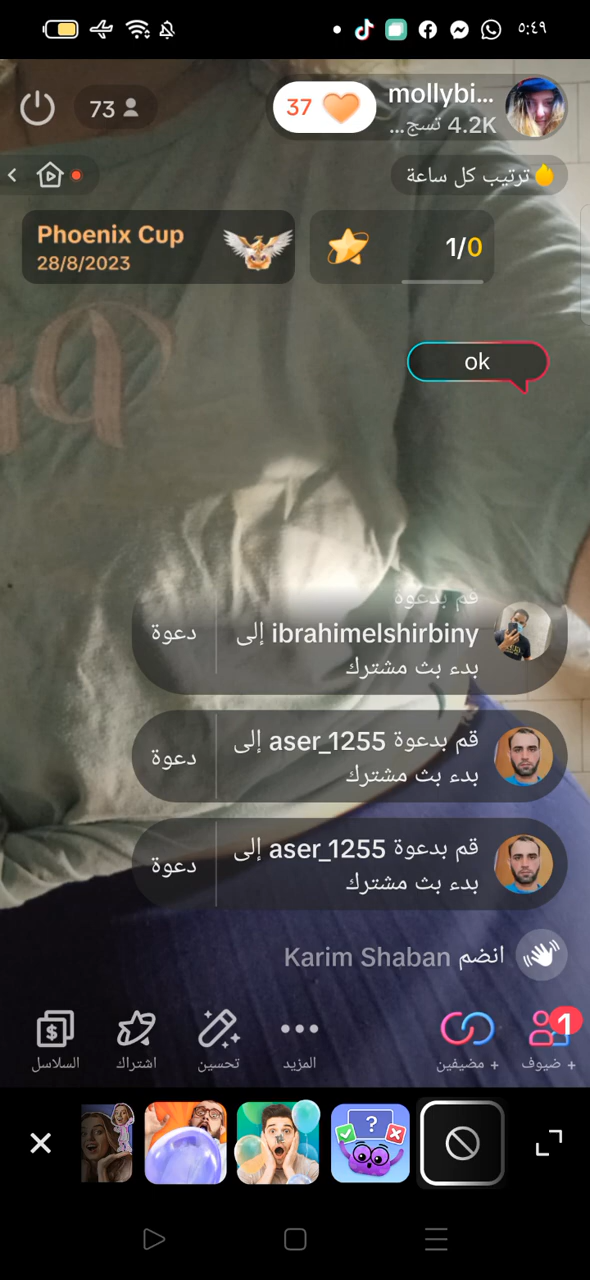 ٥:٤٩
mollybi...
4.2K تسج...
37
73
ترتيب كل ساعة
Phoenix Cup
28/8/2023
1/0
ok
قم بدعوة
ibrahimelshirbiny إلى
بدء بث مشترك
دعوة
قم بدعوة aser_1255 إلى
بدء بث مشترك
دعوة
قم بدعوة aser_1255 إلى
بدء بث مشترك
دعوة
انضم Karim Shaban
1
+ ضيوف
+ مضيفين
المزيد
تحسين
اشتراك
السلاسل